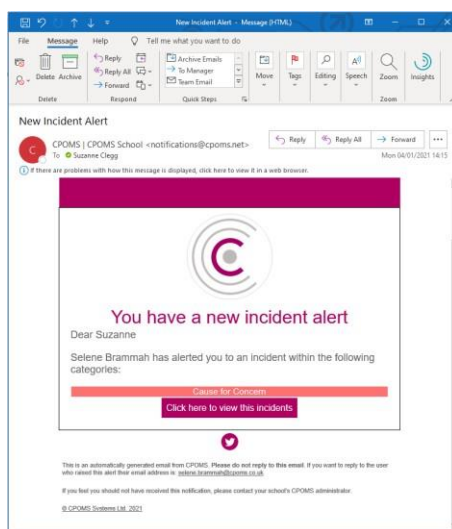 New Incident Alert - Message (HTML)
File Message Help Tell me what you want to do
Delete Archive
Reply
Reply All
Forward
Archive Emails
To Manager
Team Email
Move
Tags
Editing
Speech
Zoom
Insights
Delete Respond Quick Steps Zoom
New Incident Alert
C
CPOMS | CPOMS School <notifications@cpoms.net>
To Suzanne Clegg
Reply Reply All Forward
Mon 04/01/2021 14:15
If there are problems with how this message is displayed, click here to view it in a web browser.
You have a new incident alert
Dear Suzanne
Selene Brammah has alerted you to an incident within the following
categories:
Cause for Concern
Click here to view this incidents
This is an automatically generated email from CPOMS. Please do not reply to this email. If you want to reply to the user
who raised this alert their email address is: selene.brammah@cpoms.co.uk
If you feel you should not have received this notification, please contact your school's CPOMS administrator.
© CPOMS Systems Ltd, 2021